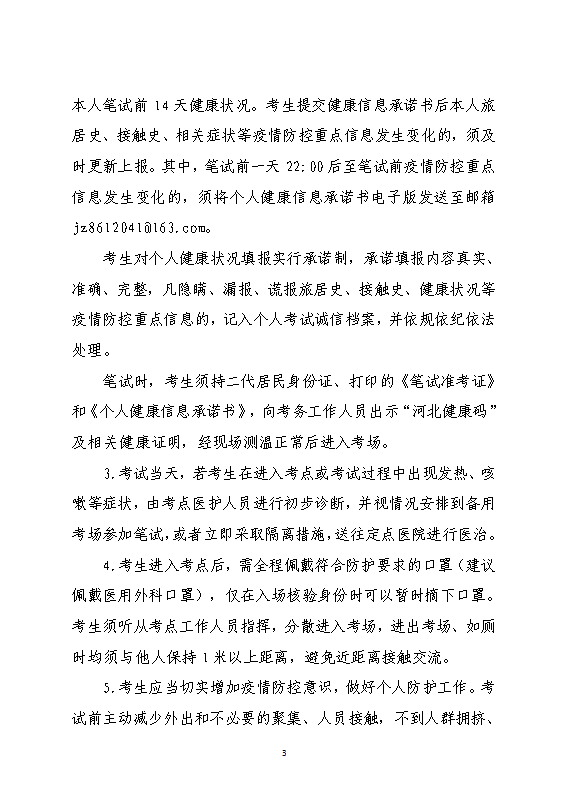 本人笔试前 14 天健康状况。考生提交健康信息承诺书后本人旅
居史、接触史、相关症状等疫情防控重点信息发生变化的，须及
时更新上报。其中，笔试前一天 22:00 后至笔试前疫情防控重点
信息发生变化的，须将个人健康信息承诺书电子版发送至邮箱
jz8612041@163.com。
考生对个人健康状况填报实行承诺制，承诺填报内容真实、
准确、完整，凡隐瞒、漏报、谎报旅居史、接触史、健康状况等
疫情防控重点信息的，记入个人考试诚信档案，并依规依纪依法
处理。
笔试时，考生须持二代居民身份证、打印的《笔试准考证》
和《个人健康信息承诺书》，向考务工作人员出示“河北健康码”
及相关健康证明，经现场测温正常后进入考场。
3.考试当天，若考生在进入考点或考试过程中出现发热、咳
嗽等症状，由考点医护人员进行初步诊断，并视情况安排到备用
考场参加笔试，或者立即采取隔离措施，送往定点医院进行医治。
4.考生进入考点后，需全程佩戴符合防护要求的口罩（建议
佩戴医用外科口罩），仅在入场核验身份时可以暂时摘下口罩。
考生须听从考点工作人员指挥，分散进入考场，进出考场、如厕
时均须与他人保持 1 米以上距离，避免近距离接触交流。
5.考生应当切实增加疫情防控意识，做好个人防护工作。考
试前主动减少外出和不必要的聚集、人员接触，不到人群拥挤、
3